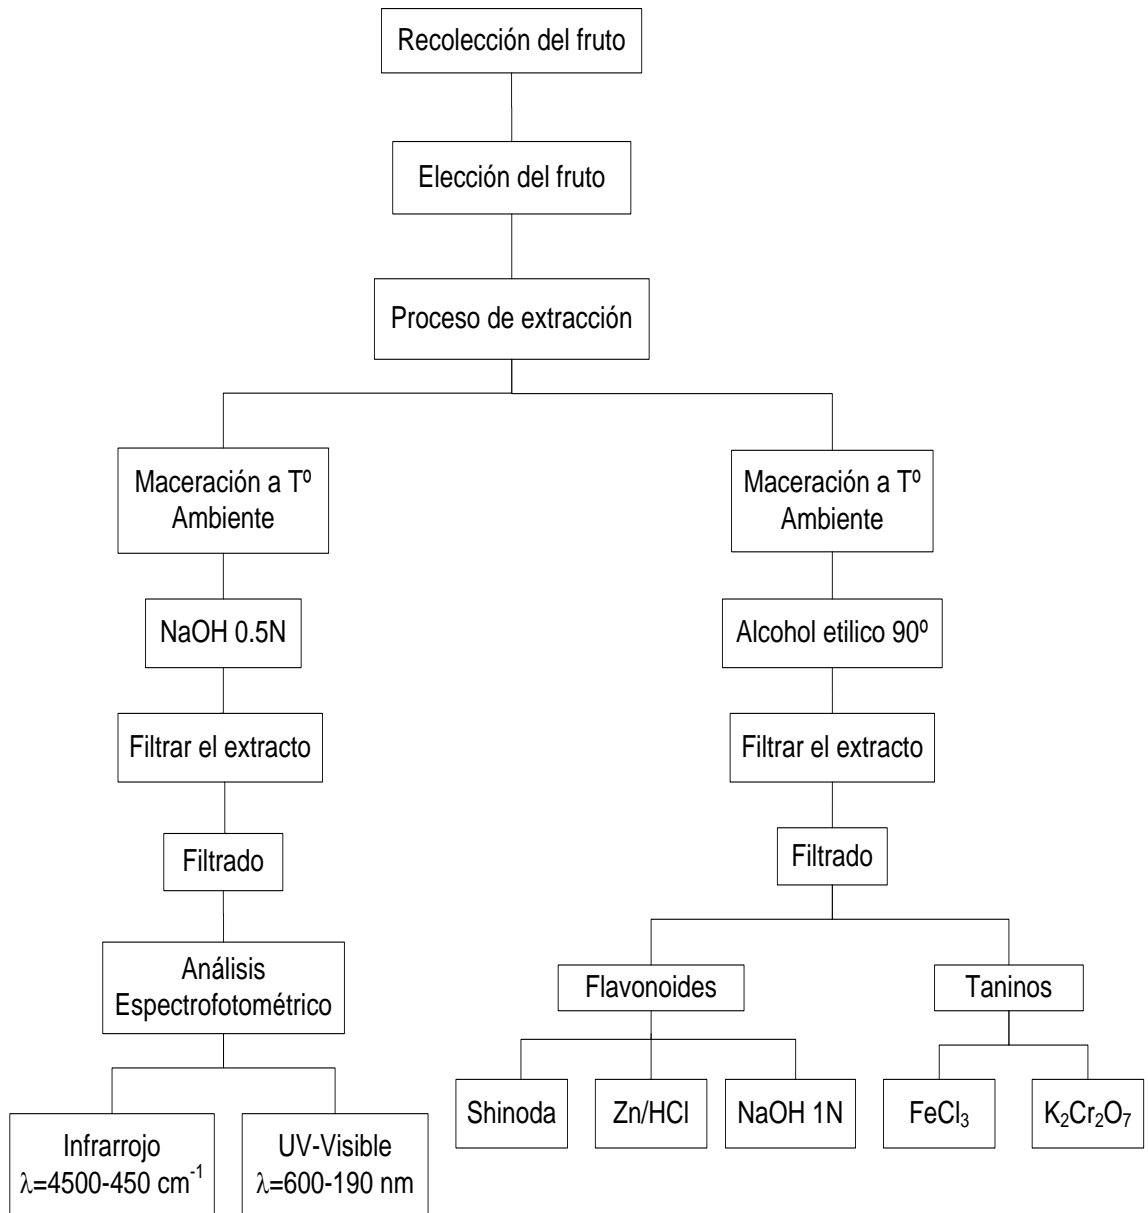 Recolección del fruto
Elección del fruto
Proceso de extracción
Maceración a Tº
Ambiente
NaOH 0.5N
Filtrar el extracto
Filtrado
Análisis
Espectrofotométrico
Infrarrojo
λ=4500-450 cm⁻¹
UV-Visible
λ=600-190 nm
Maceración a Tº
Ambiente
Alcohol etilico 90º
Filtrar el extracto
Filtrado
Flavonoides
Shinoda
Zn/HCl
NaOH 1N
Taninos
FeCl₃
K₂Cr₂O₇